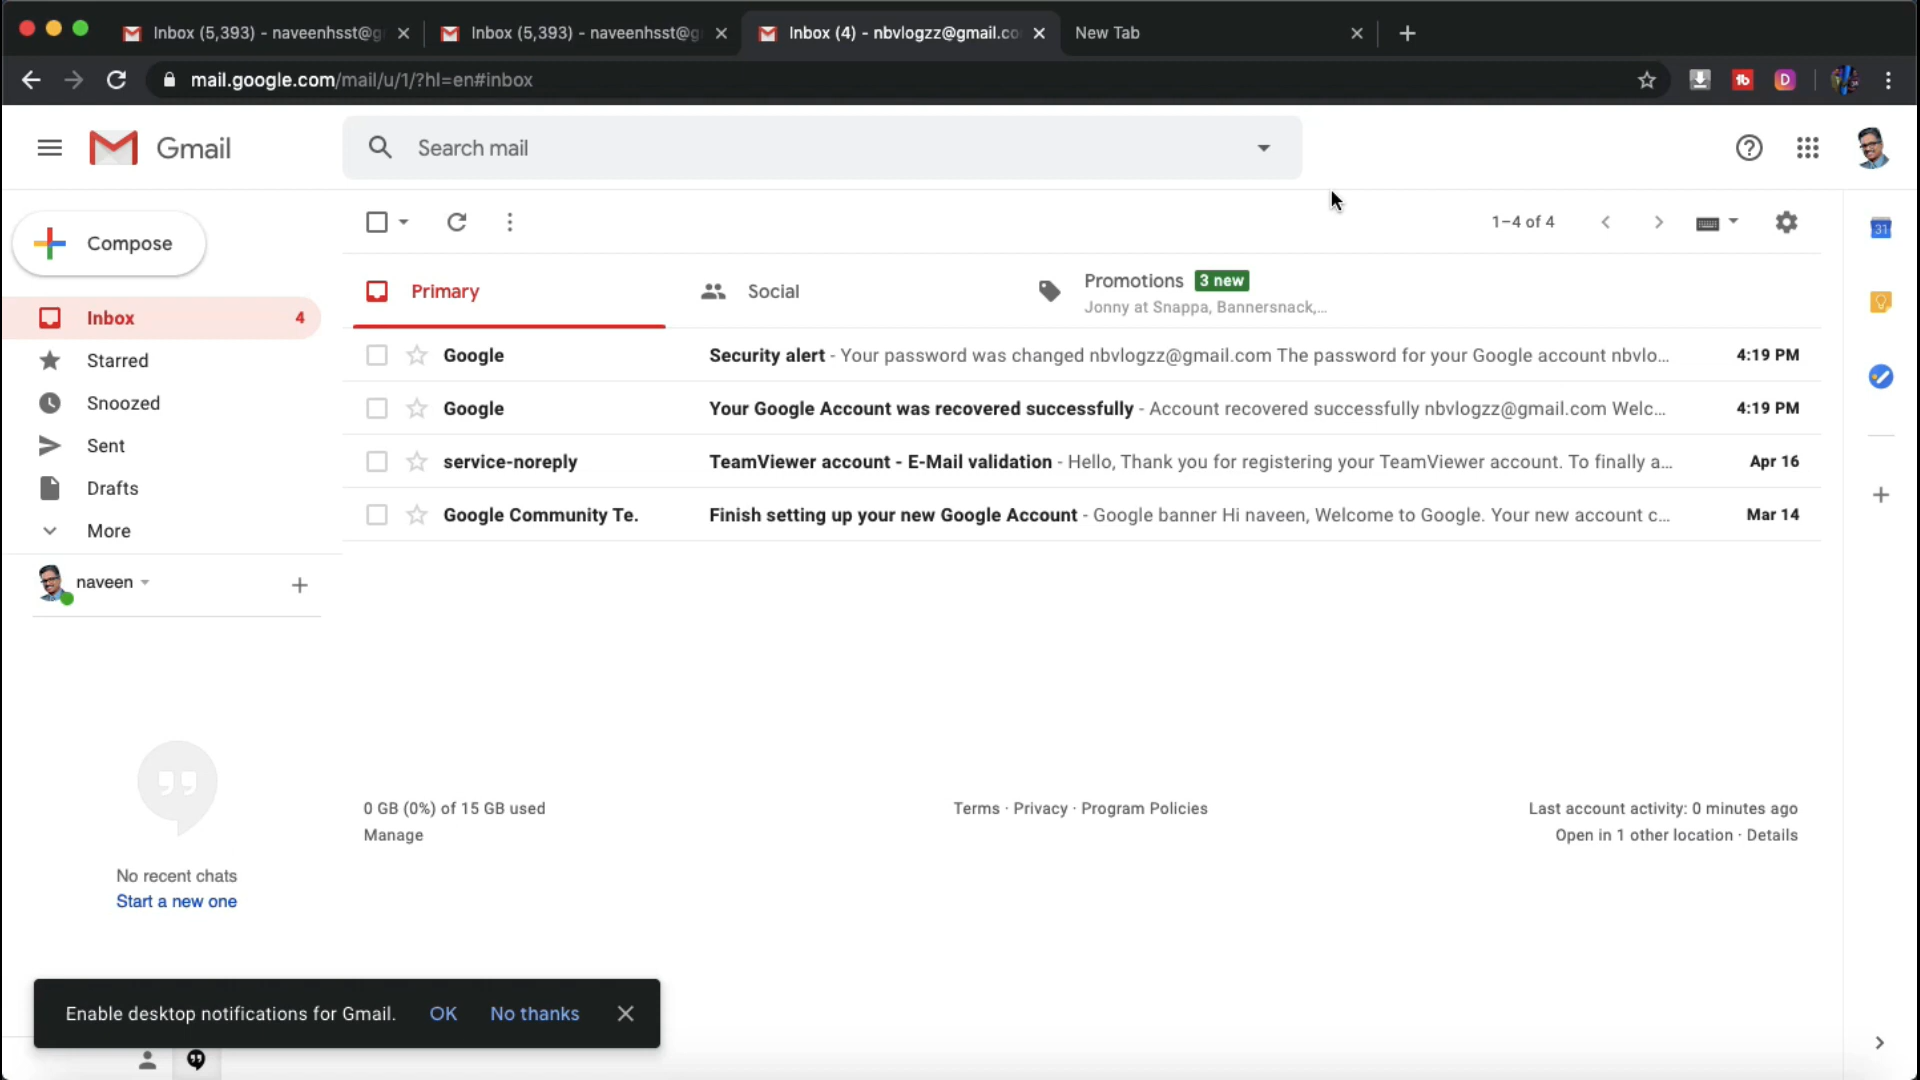 Inbox (5,393) - naveenhsst@g
Inbox (5,393) - naveenhsst@g
Inbox (4) - nbvlogzz@gmail.co
New Tab
mail.google.com/mail/u/1/?hl=en#inbox
tb
D
Gmail
Search mail
Compose
1–4 of 4
31
Primary
Social
Promotions 3 new
Jonny at Snappa, Bannersnack,...
Inbox 4
Starred
Snoozed
Sent
Drafts
More
Google Security alert - Your password was changed nbvlogzz@gmail.com The password for your Google account nbvlo... 4:19 PM
Google Your Google Account was recovered successfully - Account recovered successfully nbvlogzz@gmail.com Welc... 4:19 PM
service-noreply TeamViewer account - E-Mail validation - Hello, Thank you for registering your TeamViewer account. To finally a... Apr 16
Google Community Te. Finish setting up your new Google Account - Google banner Hi naveen, Welcome to Google. Your new account c... Mar 14
naveen
No recent chats
Start a new one
0 GB (0%) of 15 GB used
Manage
Terms · Privacy · Program Policies
Last account activity: 0 minutes ago
Open in 1 other location · Details
Enable desktop notifications for Gmail. OK No thanks